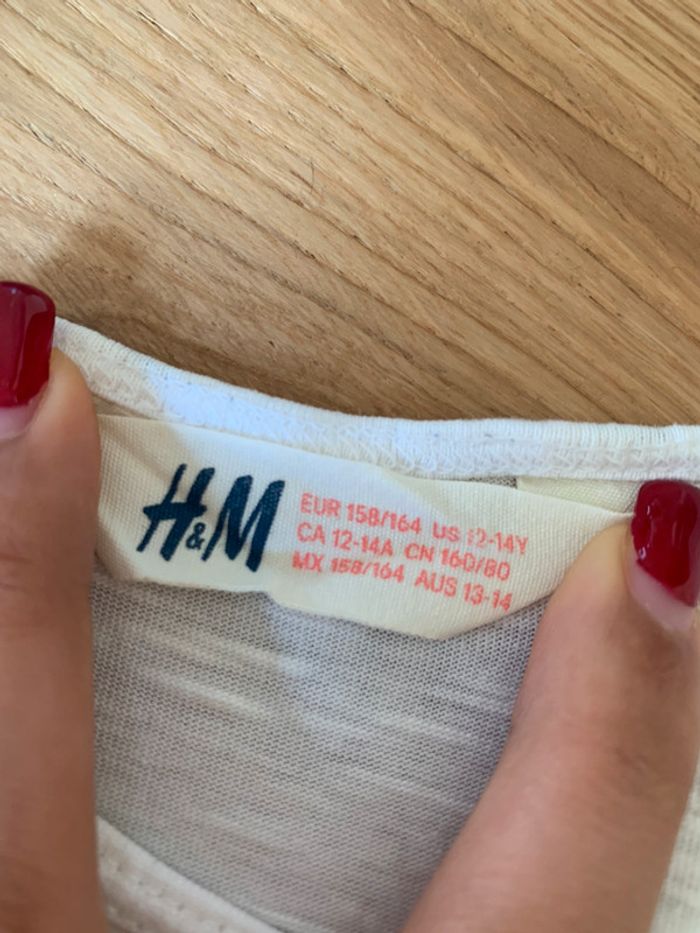 H&M
EUR 158/164 US 12-14Y
CA 12-14A CN 160/80
MX 158/164 AUS 13-14